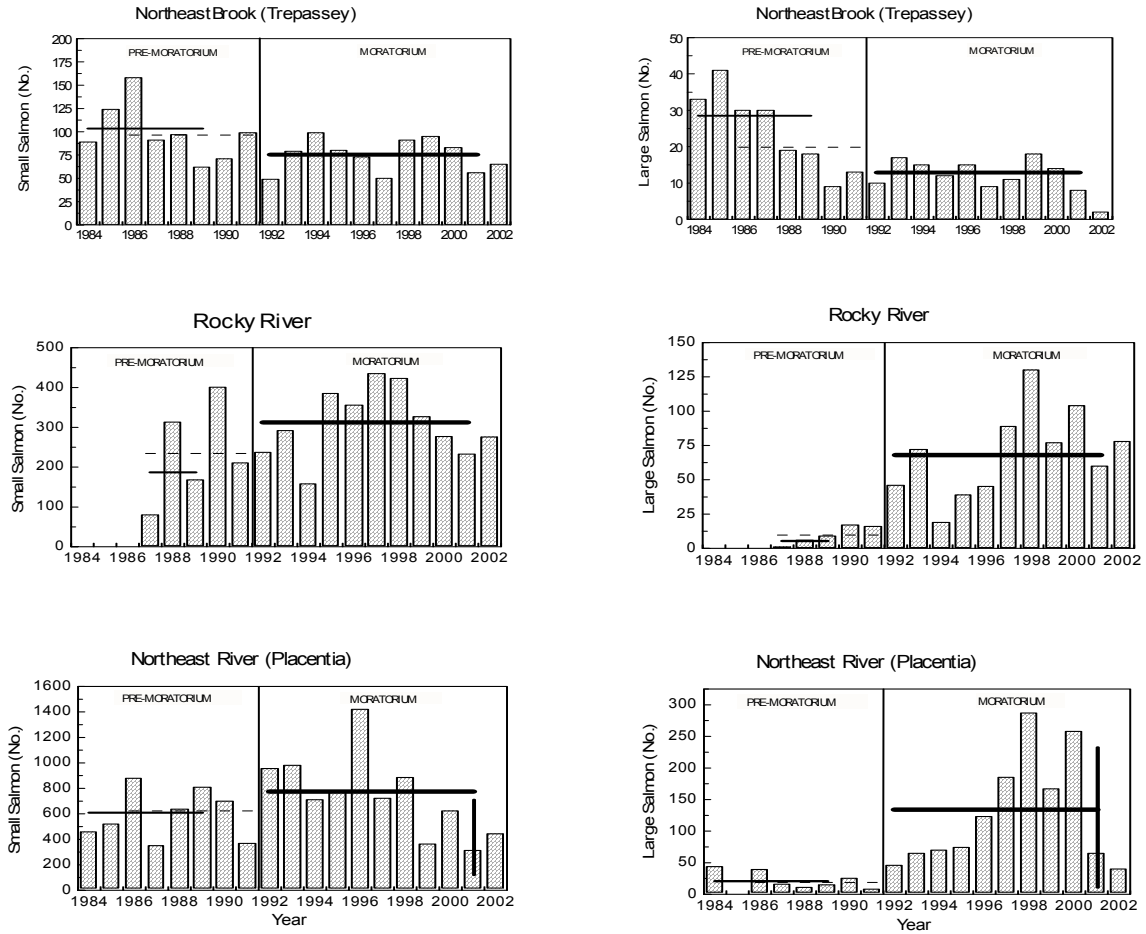 NortheastBrook (Trepassey)
Small Salmon (No.)
200
175
150
125
100
75
50
25
0
PRE-MORATORIUM
MORATORIUM
1984 1986 1988 1990 1992 1994 1996 1998 2000 2002
NortheastBrook (Trepassey)
Large Salmon (No.)
50
40
30
20
10
0
PRE-MORATORIUM
MORATORIUM
1984 1986 1988 1990 1992 1994 1996 1998 2000 2002
Rocky River
Small Salmon (No.)
500
400
300
200
100
0
PRE-MORATORIUM
MORATORIUM
1984 1986 1988 1990 1992 1994 1996 1998 2000 2002
Rocky River
Large Salmon (No.)
150
125
100
75
50
25
0
PRE-MORATORIUM
MORATORIUM
1984 1986 1988 1990 1992 1994 1996 1998 2000 2002
Northeast River (Placentia)
Small Salmon (No.)
1600
1400
1200
1000
800
600
400
200
0
PRE-MORATORIUM
MORATORIUM
1984 1986 1988 1990 1992 1994 1996 1998 2000 2002
Year
Northeast River (Placentia)
Large Salmon (No.)
300
250
200
150
100
50
0
PRE-MORATORIUM
MORATORIUM
1984 1986 1988 1990 1992 1994 1996 1998 2000 2002
Year